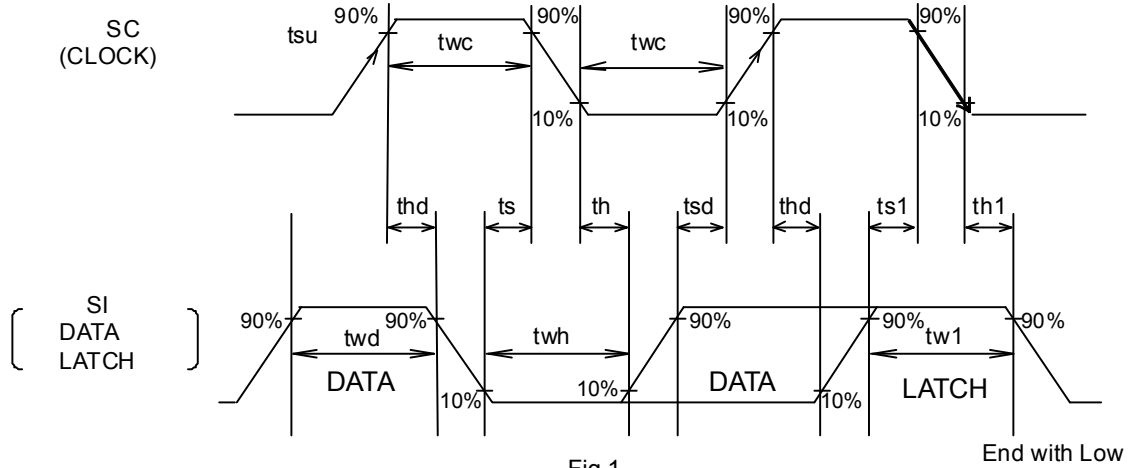 90% 90% 90% 90%
SC
(CLOCK)
tsu twc twc
10% 10% 10%
thd ts th tsd thd ts1 th1
SI
DATA
LATCH
90% 90% 90% 90% 90%
twd twh tw1
DATA DATA LATCH
10% 10% 10%
End with Low